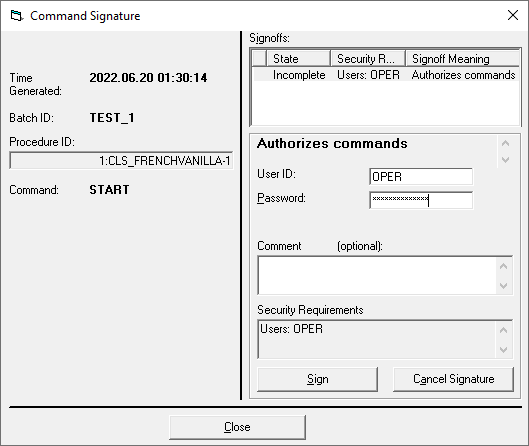 Command Signature
Time Generated:
2022.06.20 01:30:14
Batch ID:
TEST_1
Procedure ID:
1:CLS_FRENCHVANILLA-1
Command:
START
Signoffs:
State Security R... Signoff Meaning
Incomplete Users: OPER Authorizes commands
Authorizes commands
User ID:
OPER
Password:
xxxxxxxxxxxxxx
Comment (optional):
Security Requirements
Users: OPER
Sign
Cancel Signature
Close